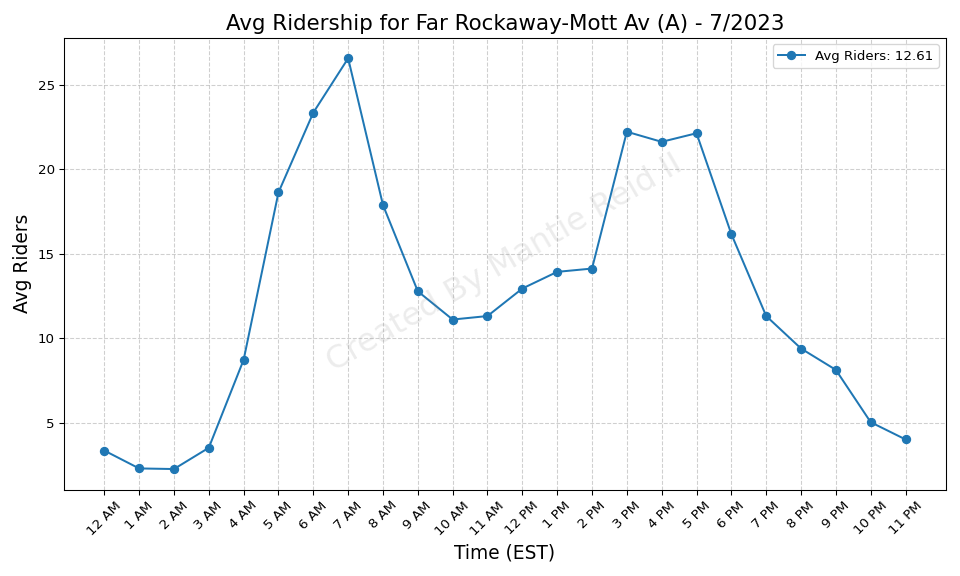 Avg Ridership for Far Rockaway-Mott Av (A) - 7/2023
Avg Riders: 12.61
Avg Riders
25
20
15
10
5
Created By Mantle Reid II
12 AM
1 AM
2 AM
3 AM
4 AM
5 AM
6 AM
7 AM
8 AM
9 AM
10 AM
11 AM
12 PM
1 PM
2 PM
3 PM
4 PM
5 PM
6 PM
7 PM
8 PM
9 PM
10 PM
11 PM
Time (EST)